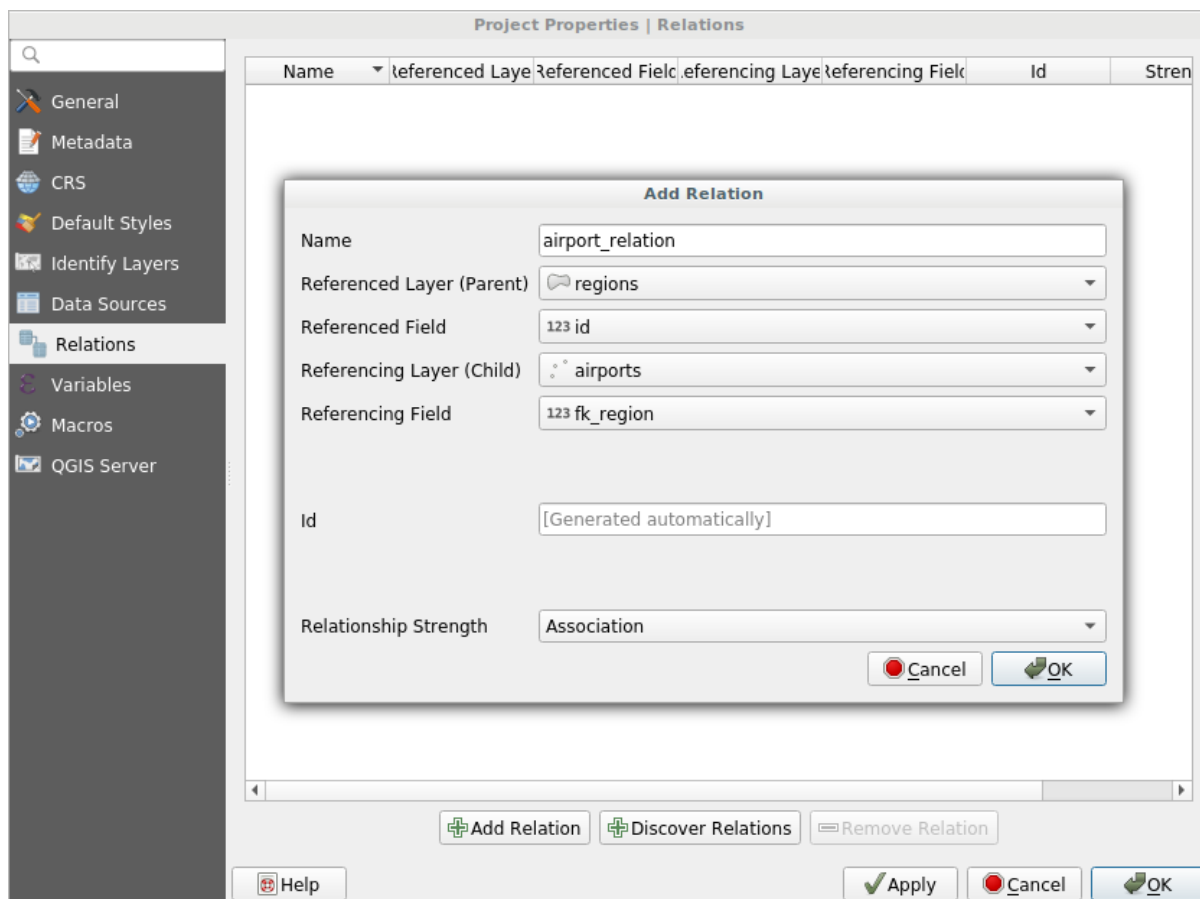 Project Properties | Relations
Name Referenced Laye Referenced Field Referencing Laye Referencing Field Id Stren
General
Metadata
CRS
Default Styles
Identify Layers
Data Sources
Relations
Variables
Macros
QGIS Server
Add Relation
Name airport_relation
Referenced Layer (Parent) regions
Referenced Field 123 id
Referencing Layer (Child) airports
Referencing Field 123 fk_region
Id [Generated automatically]
Relationship Strength Association
Cancel OK
Add Relation Discover Relations Remove Relation
Help Apply Cancel OK